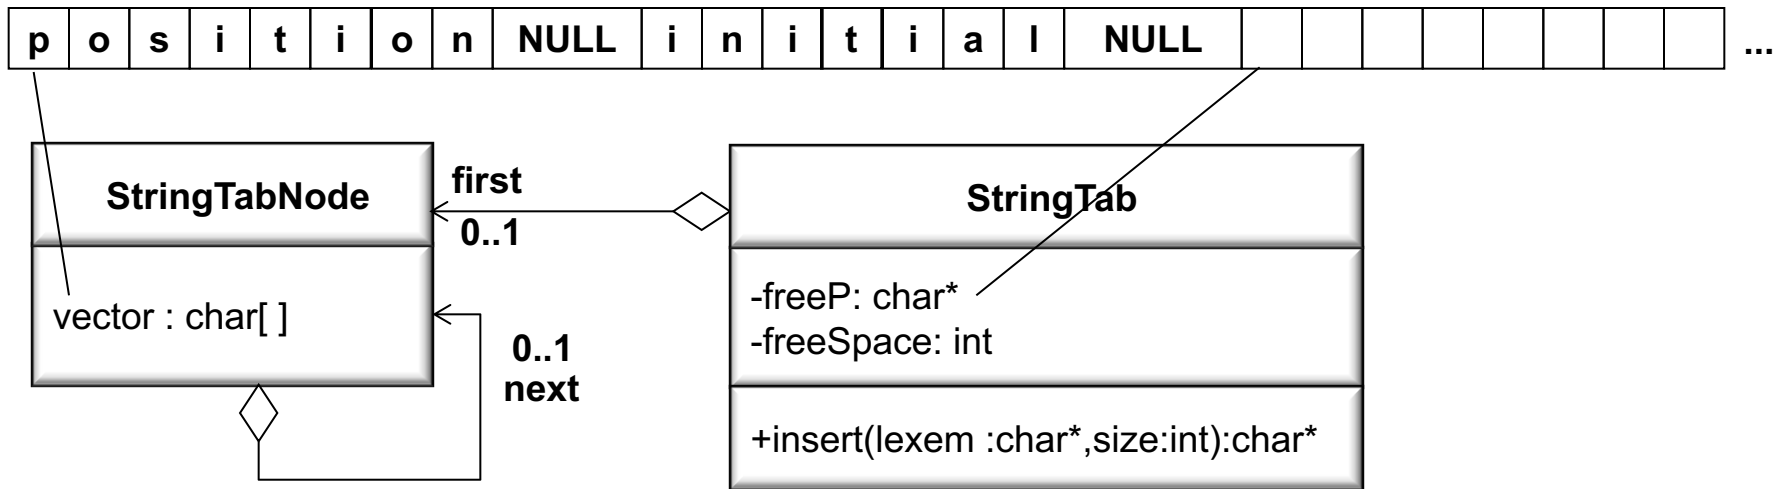 p o s i t i o n NULL i n i t i a l NULL ...
StringTabNode
first
0..1
StringTab
vector : char[ ]
0..1
next
-freeP: char*
-freeSpace: int
+insert(lexem :char*,size:int):char*